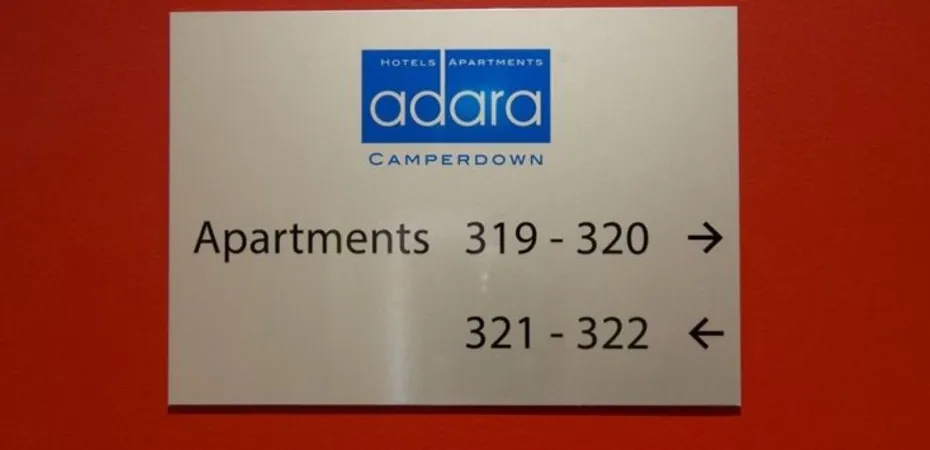 HOTELS APARTMENTS
adara
CAMPERDOWN
Apartments 319 - 320 →
321 - 322 ←